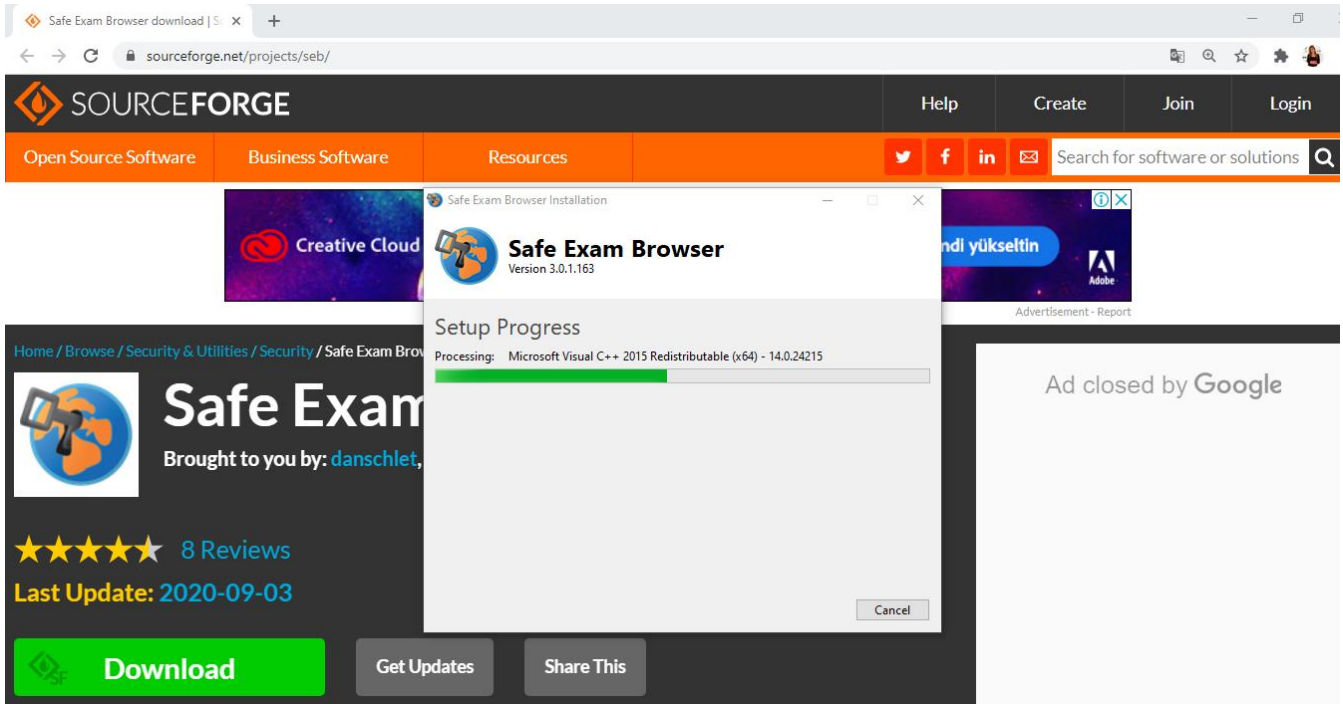 Safe Exam Browser download | S
sourceforge.net/projects/seb/
SOURCEFORGE
Help
Create
Join
Login
Open Source Software
Business Software
Resources
Search for software or solutions
Creative Cloud
Safe Exam Browser Installation
Safe Exam Browser
Version 3.0.1.163
Setup Progress
Processing: Microsoft Visual C++ 2015 Redistributable (x64) - 14.0.24215
Cancel
ndi yükseltin
Adobe
Advertisement - Report
Home / Browse / Security & Utilities / Security / Safe Exam Brow
Safe Exam
Brought to you by: danschlet,
8 Reviews
Last Update: 2020-09-03
SF
Download
Get Updates
Share This
Ad closed by Google